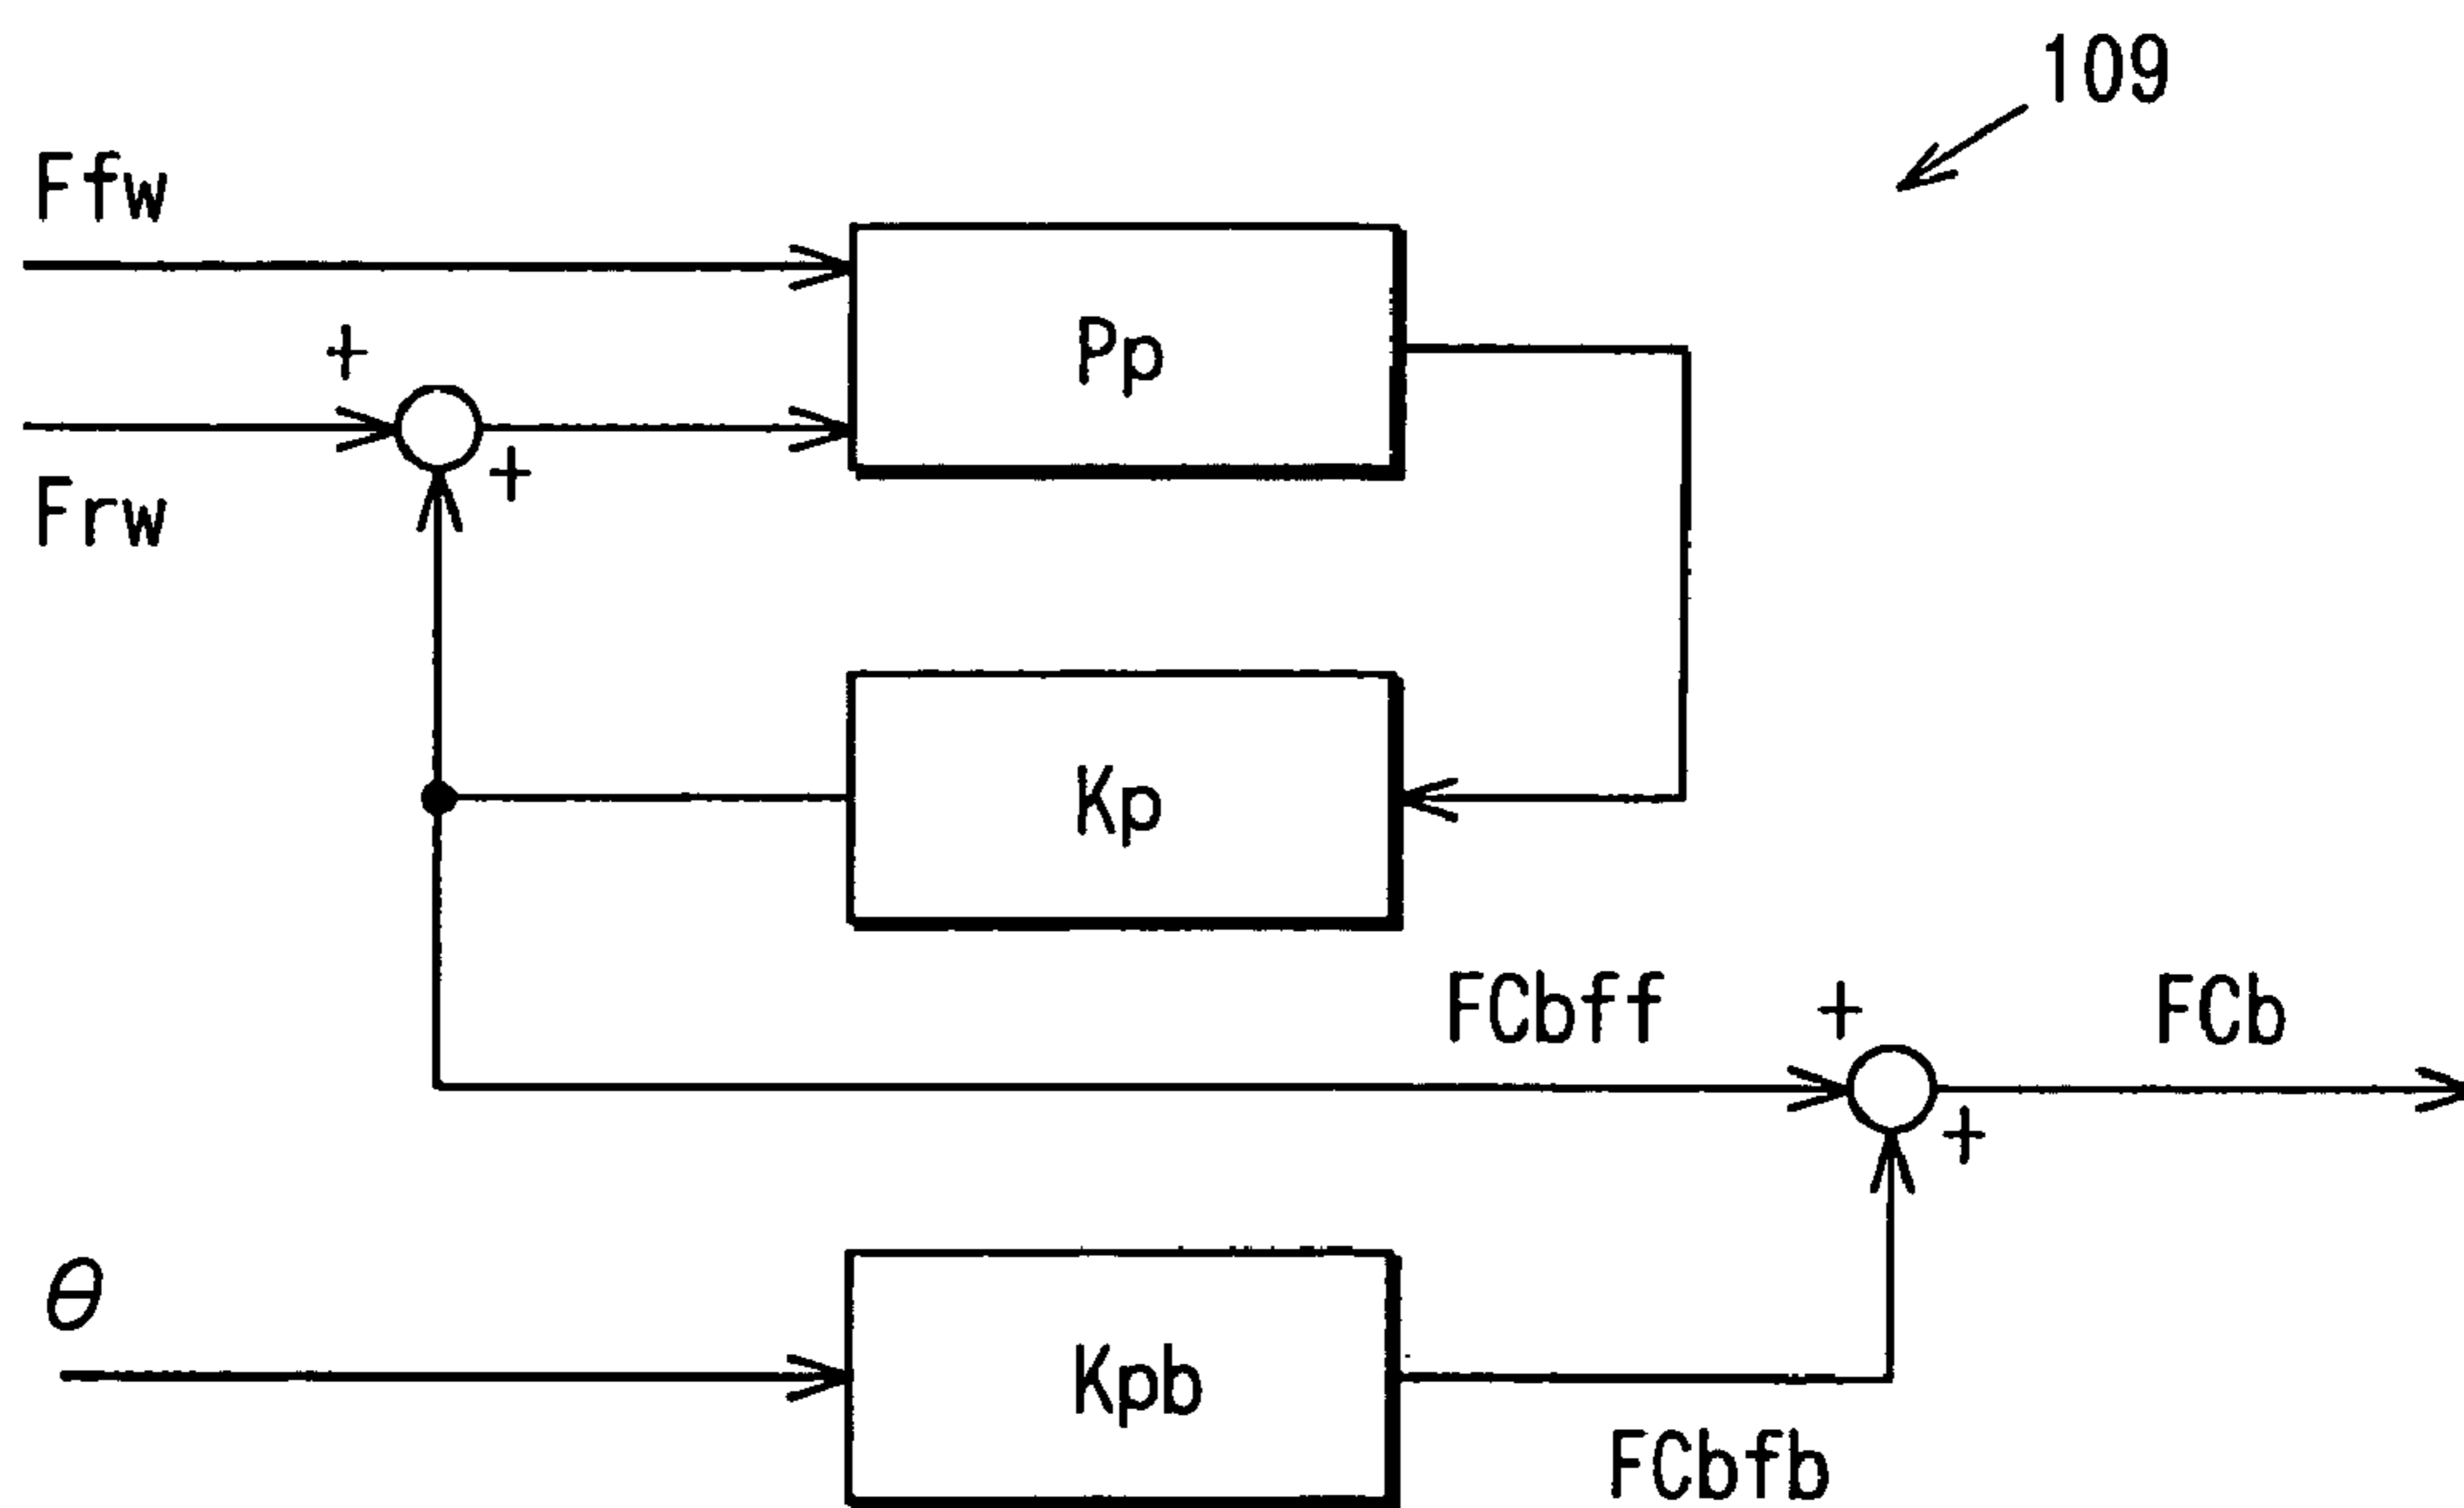 109
Ffw
Pp
+
+
Frw
Kp
FCbff
+
FCb
+
θ
Kpb
FCbfb